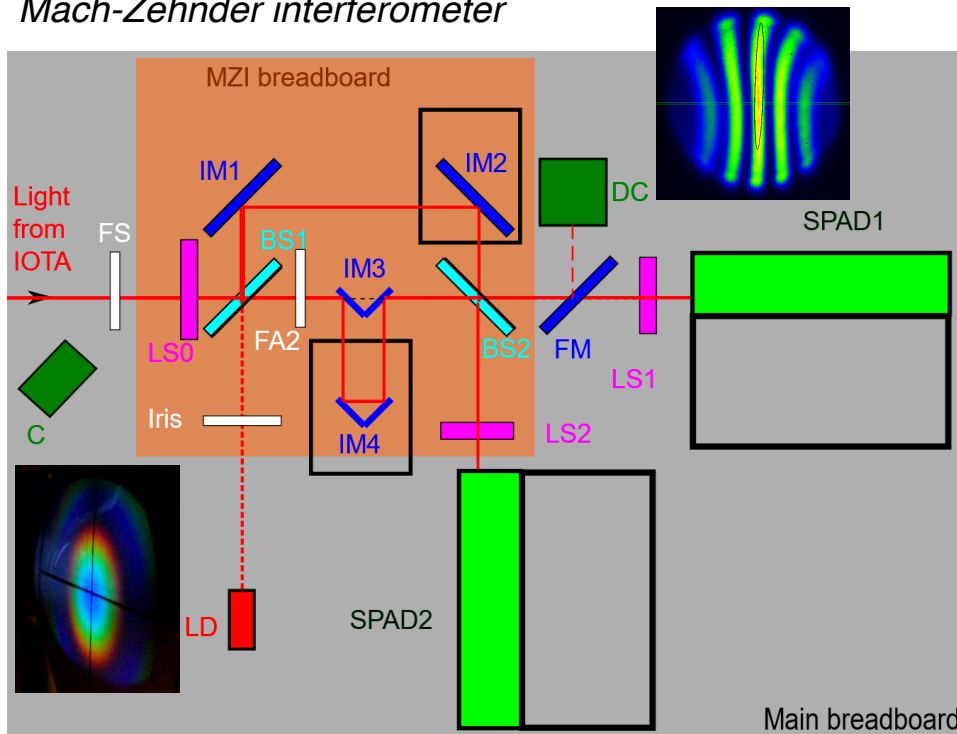 Mach-Zehnder interferometer
MZI breadboard
IM1
IM2
DC
SPAD1
Light
from
IOTA
FS
BS1
IM3
LS0
FA2
BS2
FM
LS1
C
Iris
IM4
LS2
LD
SPAD2
Main breadboard